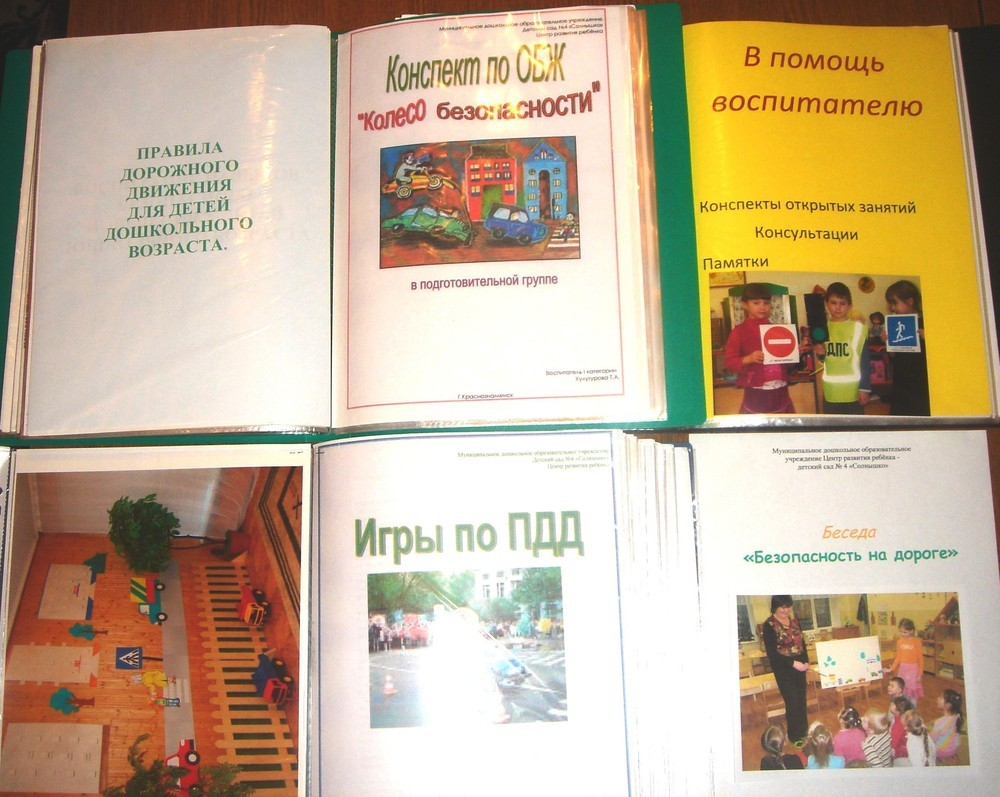 ПРАВИЛА
ДОРОЖНОГО
ДВИЖЕНИЯ
ДЛЯ ДЕТЕЙ
ДОШКОЛЬНОГО
ВОЗРАСТА.
Муниципальное дошкольное образовательное учреждение
Детский сад №4 «Солнышко»
Центр развития ребёнка
Конспект по ОБЖ
"Колесо безопасности"
в подготовительной группе
Воспитатель I категории
Г.Краснознаменск
В помощь
воспитателю
Конспекты открытых занятий
Консультации
Памятки
ДПС
Муниципальное дошкольное образовательное учреждение
Детский сад №4 «Солнышко»
Центр развития ребёнка
Игры по ПДД
Муниципальное дошкольное образовательное
учреждение Центр развития ребёнка -
детский сад № 4 «Солнышко»
Беседа
«Безопасность на дороге»